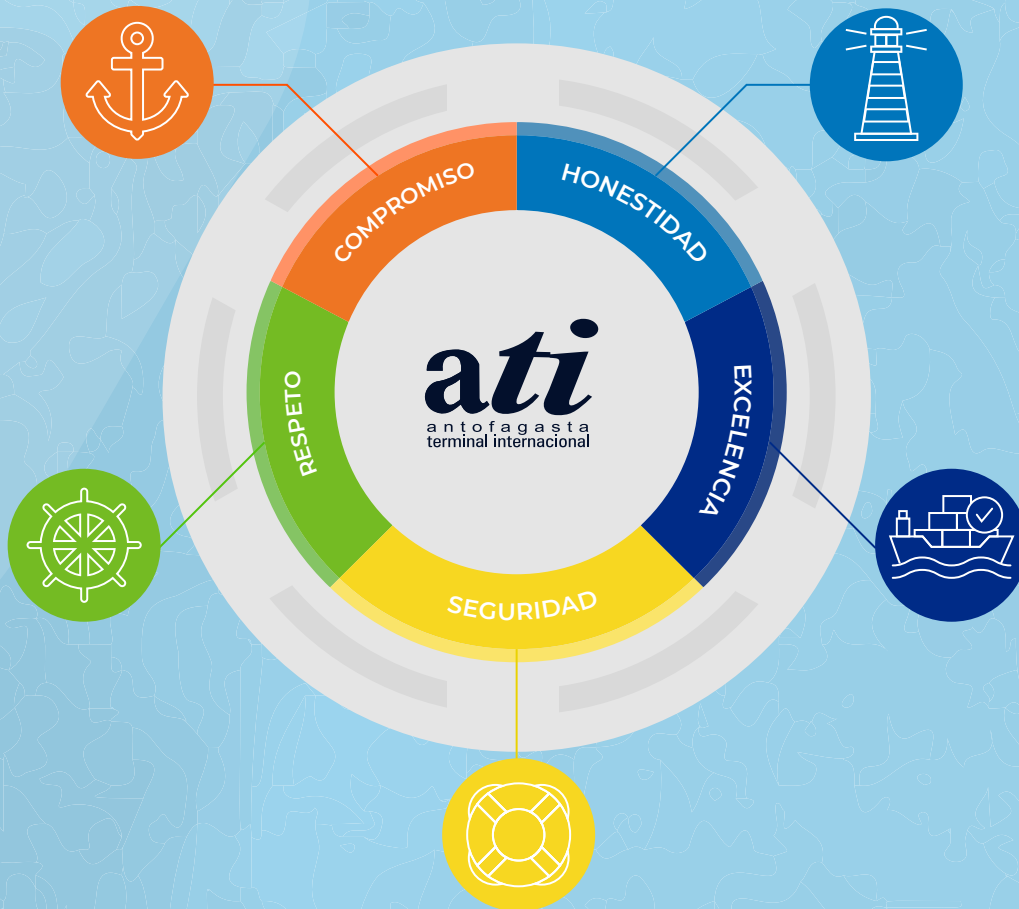 COMPROMISO
HONESTIDAD
EXCELENCIA
SEGURIDAD
RESPETO
ati
antofagasta
terminal internacional